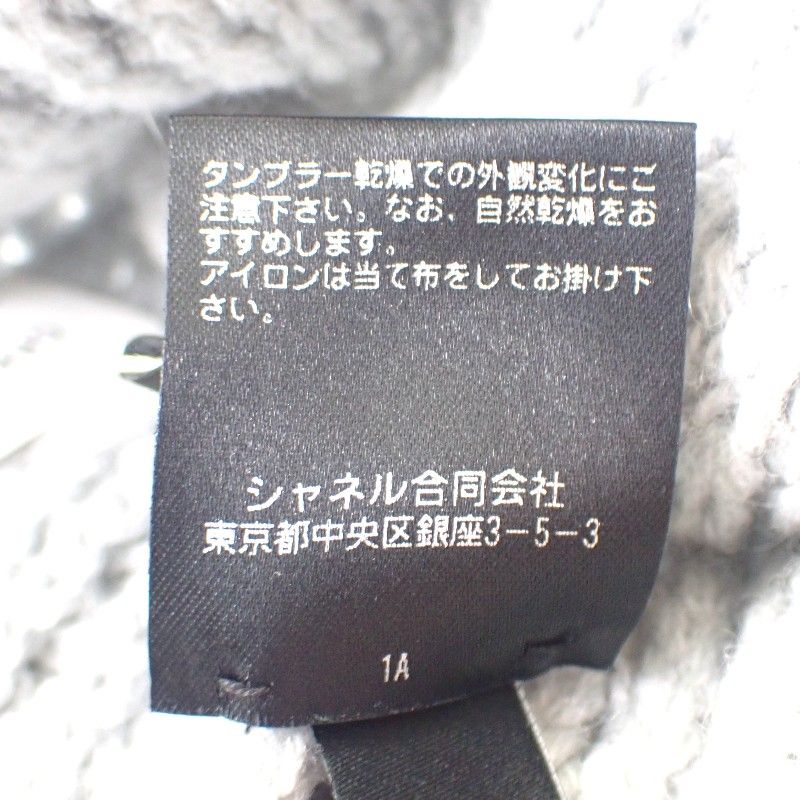 タンブラー乾燥での外観変化にご
注意下さい。なお、自然乾燥をお
すすめします。
アイロンは当て布をしてお掛け下
さい。
シャネル合同会社
東京都中央区銀座3-5-3
1A